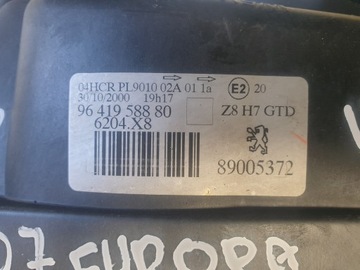 04HCR PL9010 02A 01 1a E2 20
30/10/2000 19h17
96 419 588 80 Z8 H7 GTD
6204.X8
89005372
07 EUROPA